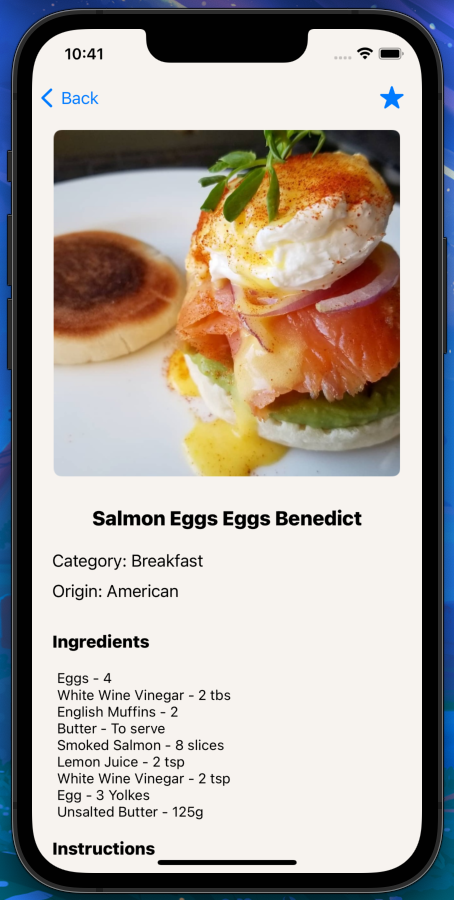 10:41
Back
Salmon Eggs Eggs Benedict
Category: Breakfast
Origin: American
Ingredients
Eggs - 4
White Wine Vinegar - 2 tbs
English Muffins - 2
Butter - To serve
Smoked Salmon - 8 slices
Lemon Juice - 2 tsp
White Wine Vinegar - 2 tsp
Egg - 3 Yolkes
Unsalted Butter - 125g
Instructions